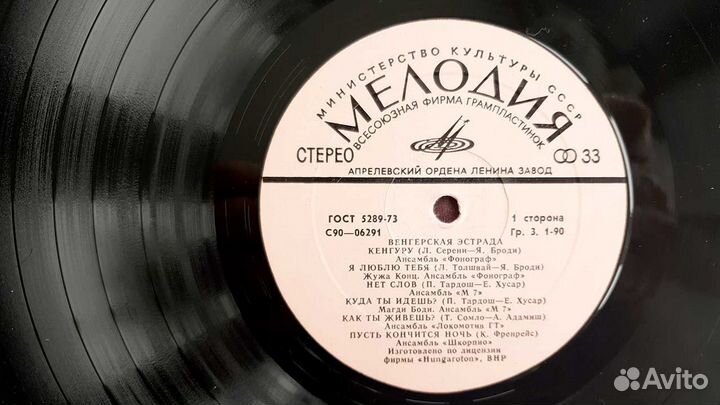 МИНИСТЕРСТВО КУЛЬТУРЫ СССР
МЕЛОДИЯ
ВСЕСОЮЗНАЯ ФИРМА ГРАМПЛАСТИНОК
СТЕРЕО 33
АПРЕЛЕВСКИЙ ОРДЕНА ЛЕНИНА ЗАВОД
ГОСТ 5289-73 1 сторона
С90—06291 Гр. 3. 1-90
ВЕНГЕРСКАЯ ЭСТРАДА
КЕНГУРУ (Л. Серени—Я. Броди)
Ансамбль «Фонограф»
Я ЛЮБЛЮ ТЕБЯ (Л. Толшвай—Я. Броди)
Жужа Конц. Ансамбль «Фонограф»
НЕТ СЛОВ (П. Тардош—Е. Хусар)
Ансамбль «М 7»
КУДА ТЫ ИДЕШЬ? (П. Тардош—Е. Хусар)
Магди Боди. Ансамбль «М 7»
КАК ТЫ ЖИВЕШЬ? (Т. Сомло—А. Адамиш)
Ансамбль «Локомотив ГТ»
ПУСТЬ КОНЧИТСЯ НОЧЬ (К. Френрейс)
Ансамбль «Шкорпио»
Изготовлено по лицензии
фирмы «Hungaroton», ВНР
Avito